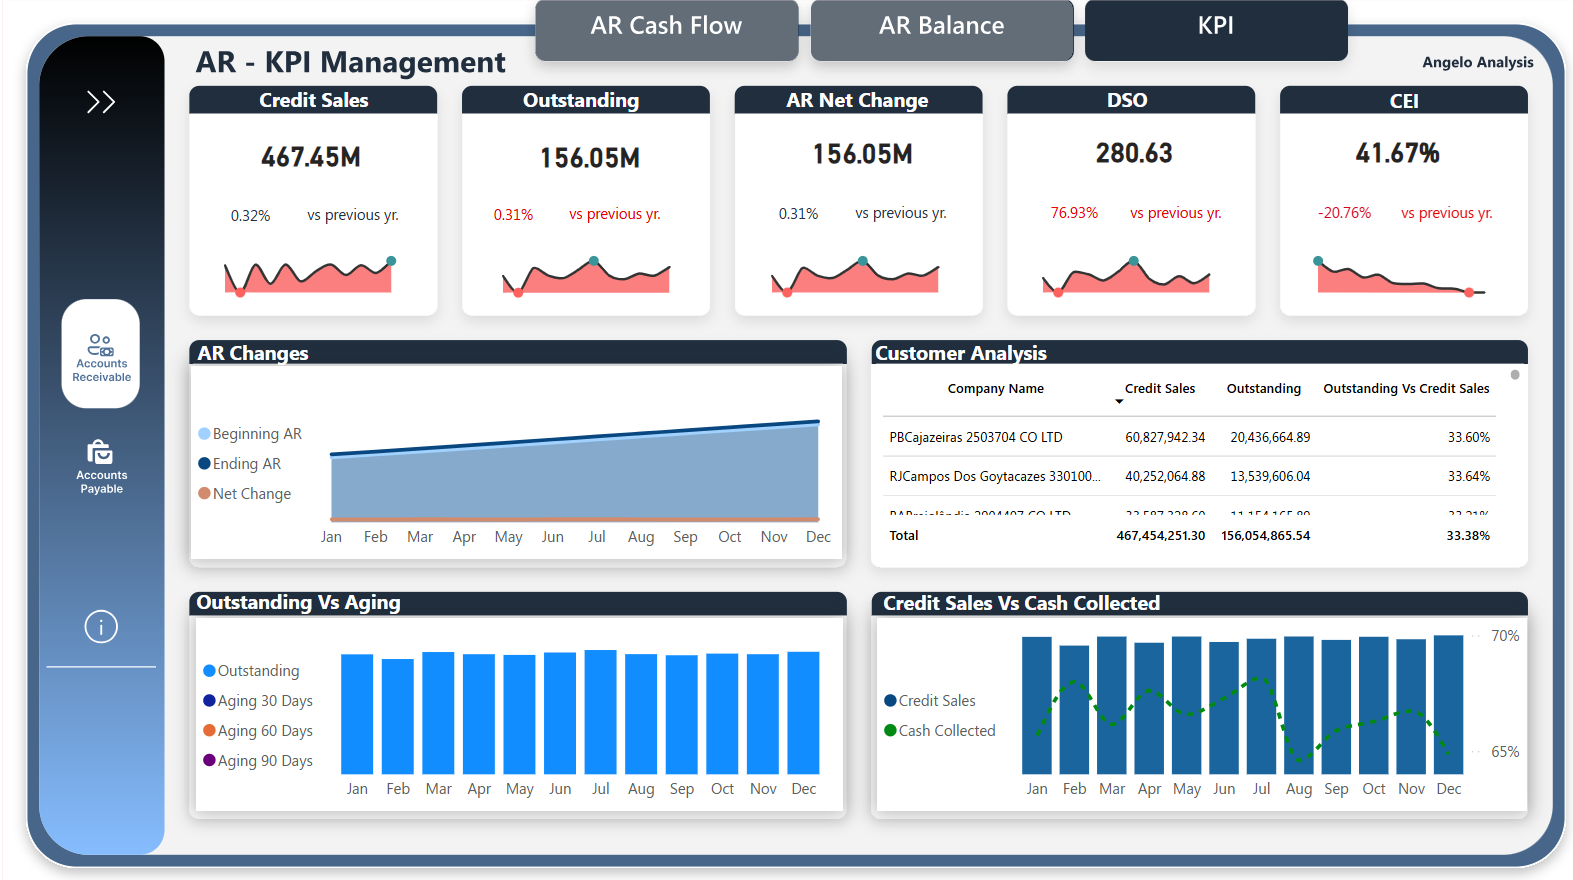 AR Cash Flow
AR Balance
KPI
AR - KPI Management
Angelo Analysis
Credit Sales
Outstanding
AR Net Change
DSO
CEI
467.45M
156.05M
156.05M
280.63
41.67%
0.32% vs previous yr.
0.31% vs previous yr.
0.31% vs previous yr.
76.93% vs previous yr.
-20.76% vs previous yr.
Accounts
Receivable
Accounts
Payable
AR Changes
Beginning AR
Ending AR
Net Change
Jan Feb Mar Apr May Jun Jul Aug Sep Oct Nov Dec
Customer Analysis
Company Name Credit Sales Outstanding Outstanding Vs Credit Sales
PBCajazeiras 2503704 CO LTD 60,827,942.34 20,436,664.89 33.60%
RJCampos Dos Goytacazes 330100... 40,252,064.88 13,539,606.04 33.64%
Total 467,454,251.30 156,054,865.54 33.38%
Outstanding Vs Aging
Outstanding
Aging 30 Days
Aging 60 Days
Aging 90 Days
Jan Feb Mar Apr May Jun Jul Aug Sep Oct Nov Dec
Credit Sales Vs Cash Collected
Credit Sales
Cash Collected
70%
65%
Jan Feb Mar Apr May Jun Jul Aug Sep Oct Nov Dec